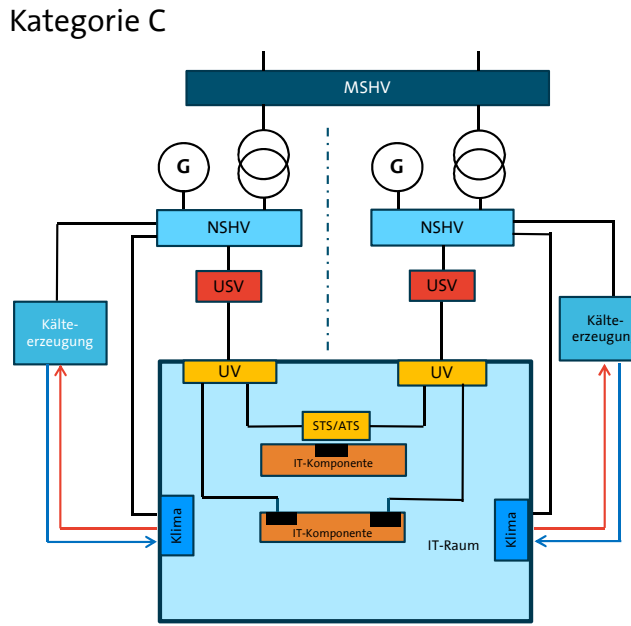 Kategorie C
MSHV
G
G
NSHV
NSHV
USV
USV
Kälte-
erzeugung
Kälte-
erzeugun
UV
UV
STS/ATS
IT-Komponente
Klima
Klima
IT-Komponente
IT-Raum